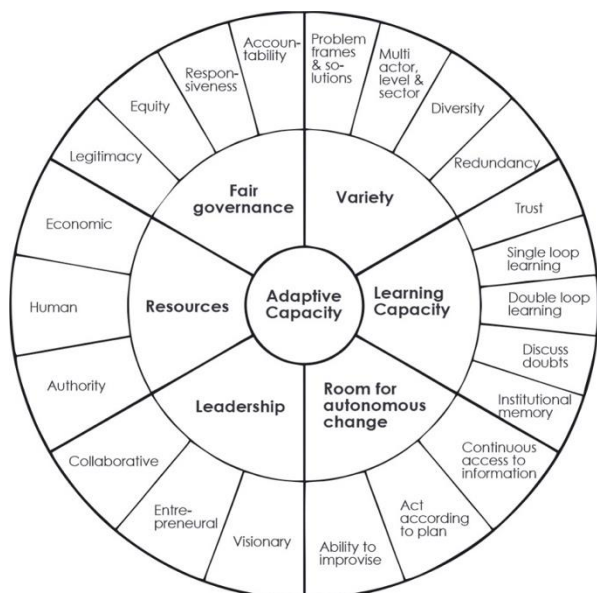 Accoun-
tability
Problem
frames
& so-
lutions
Multi
actor,
level &
sector
Respon-
siveness
Equity
Diversity
Legitimacy
Redundancy
Fair
governance
Variety
Economic
Trust
Single loop
learning
Human
Resources
Adaptive
Capacity
Learning
Capacity
Double loop
learning
Discuss
doubts
Authority
Leadership
Room for
autonomous
change
Institutional
memory
Collaborative
Continuous
access to
information
Entre-
preneural
Act
according
to plan
Visionary
Ability to
improvise